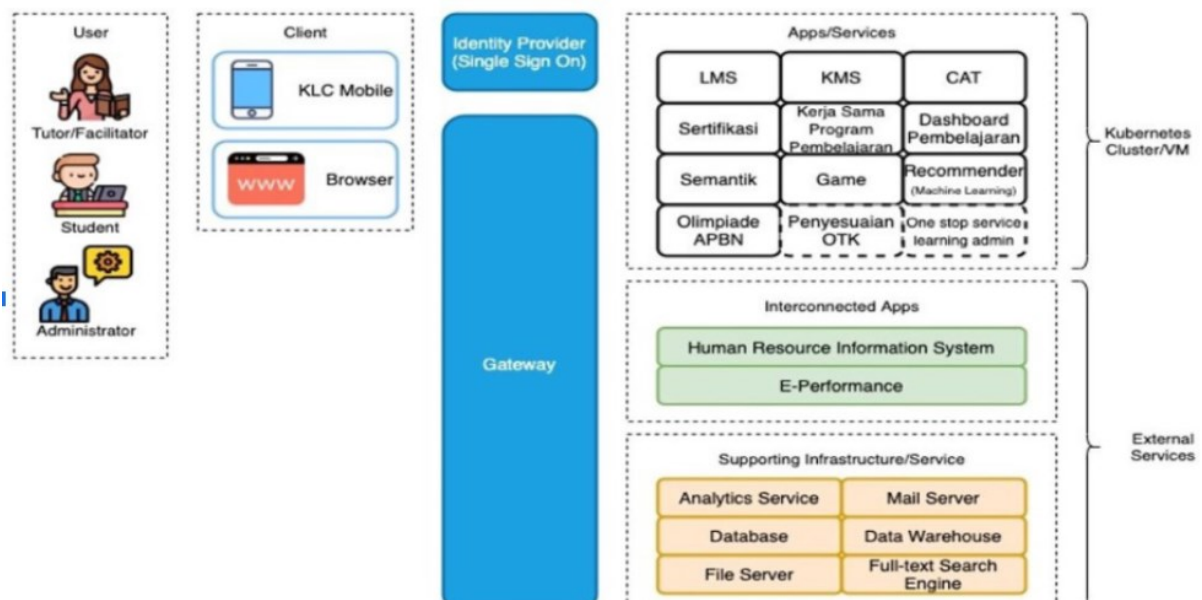 User
Tutor/Facilitator
Student
Administrator
Client
KLC Mobile
www
Browser
Identity Provider
(Single Sign On)
Gateway
Apps/Services
LMS
KMS
CAT
Sertifikasi
Kerja Sama
Program
Pembelajaran
Dashboard
Pembelajaran
Semantik
Game
Recommender
(Machine Learning)
Olimpiade
APBN
Penyesuaian
OTK
One stop service
learning admin
Kubernetes
Cluster/VM
Interconnected Apps
Human Resource Information System
E-Performance
Supporting Infrastructure/Service
Analytics Service
Mail Server
Database
Data Warehouse
File Server
Full-text Search
Engine
External
Services